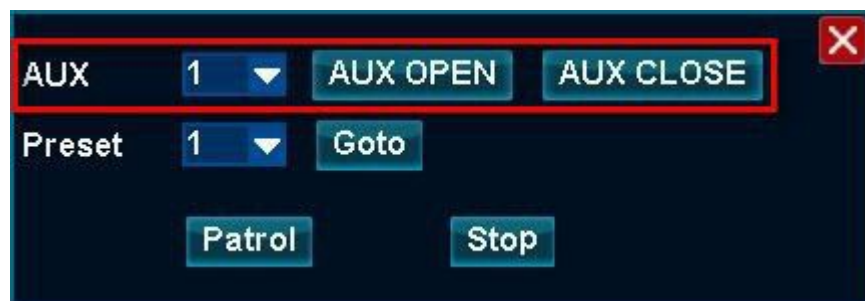 AUX 1 AUX OPEN AUX CLOSE
Preset 1 Goto
Patrol Stop